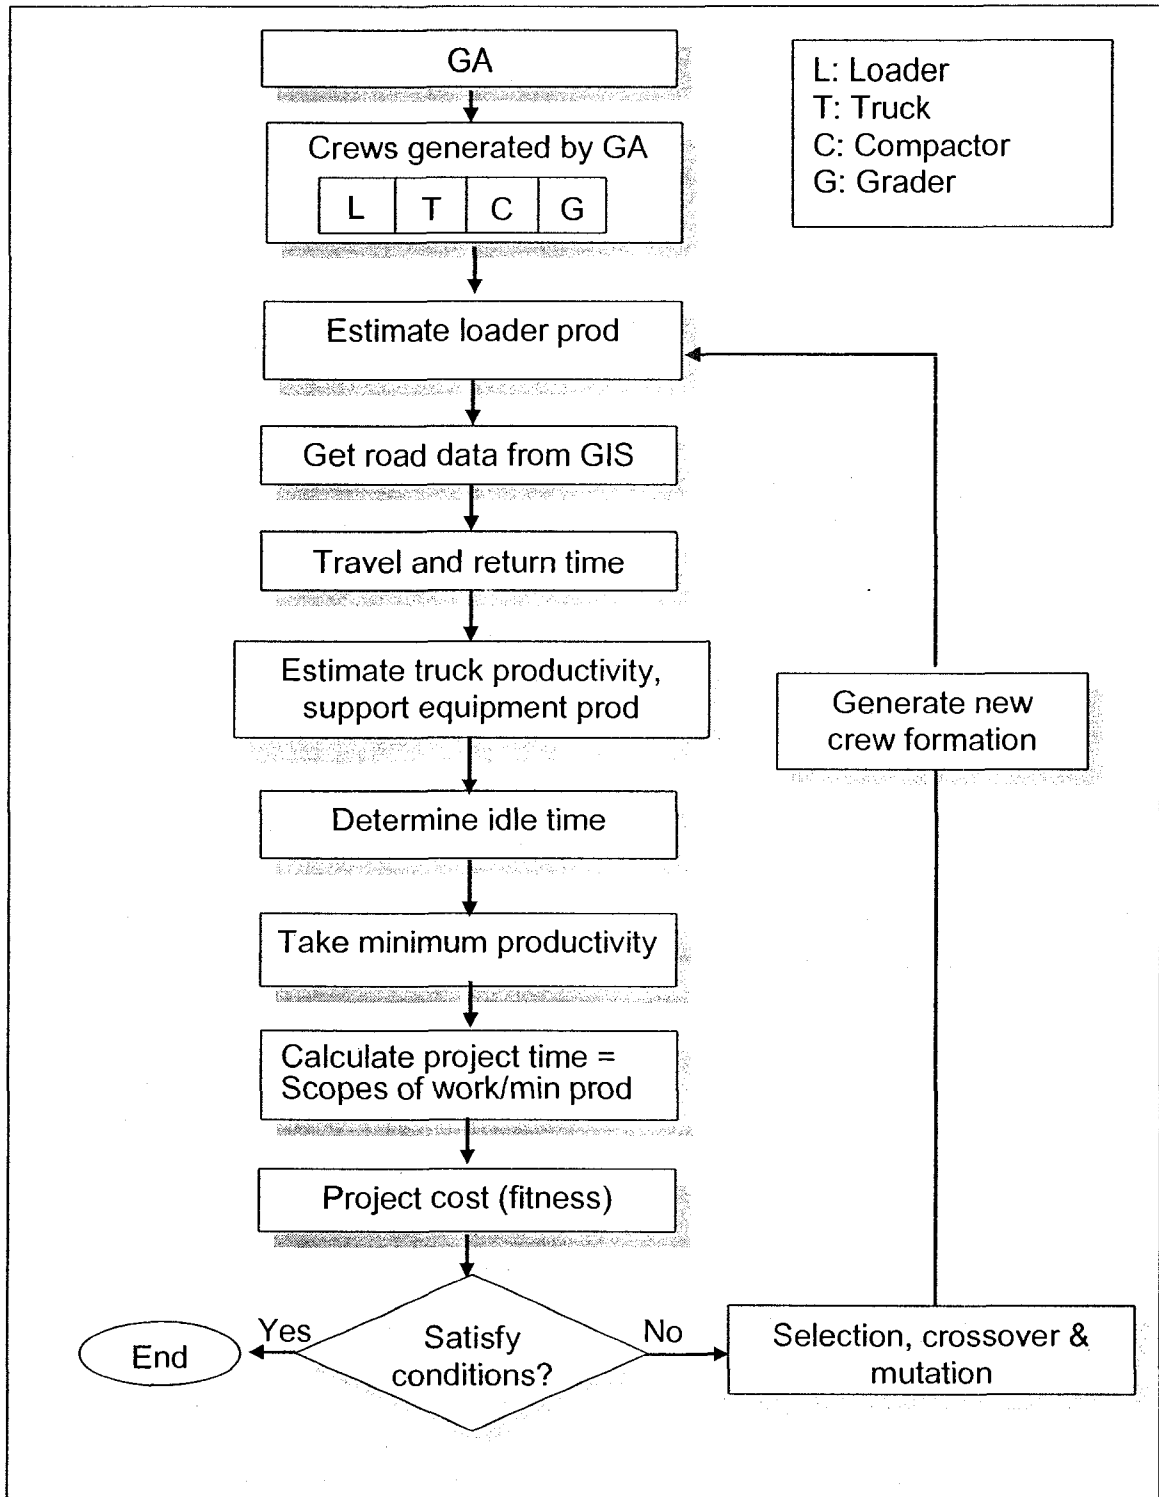 GA
L: Loader
T: Truck
C: Compactor
G: Grader
Crews generated by GA
L T C G
Estimate loader prod
Get road data from GIS
Travel and return time
Estimate truck productivity,
support equipment prod
Generate new
crew formation
Determine idle time
Take minimum productivity
Calculate project time =
Scopes of work/min prod
Project cost (fitness)
Satisfy
conditions?
Yes
End
No
Selection, crossover &
mutation